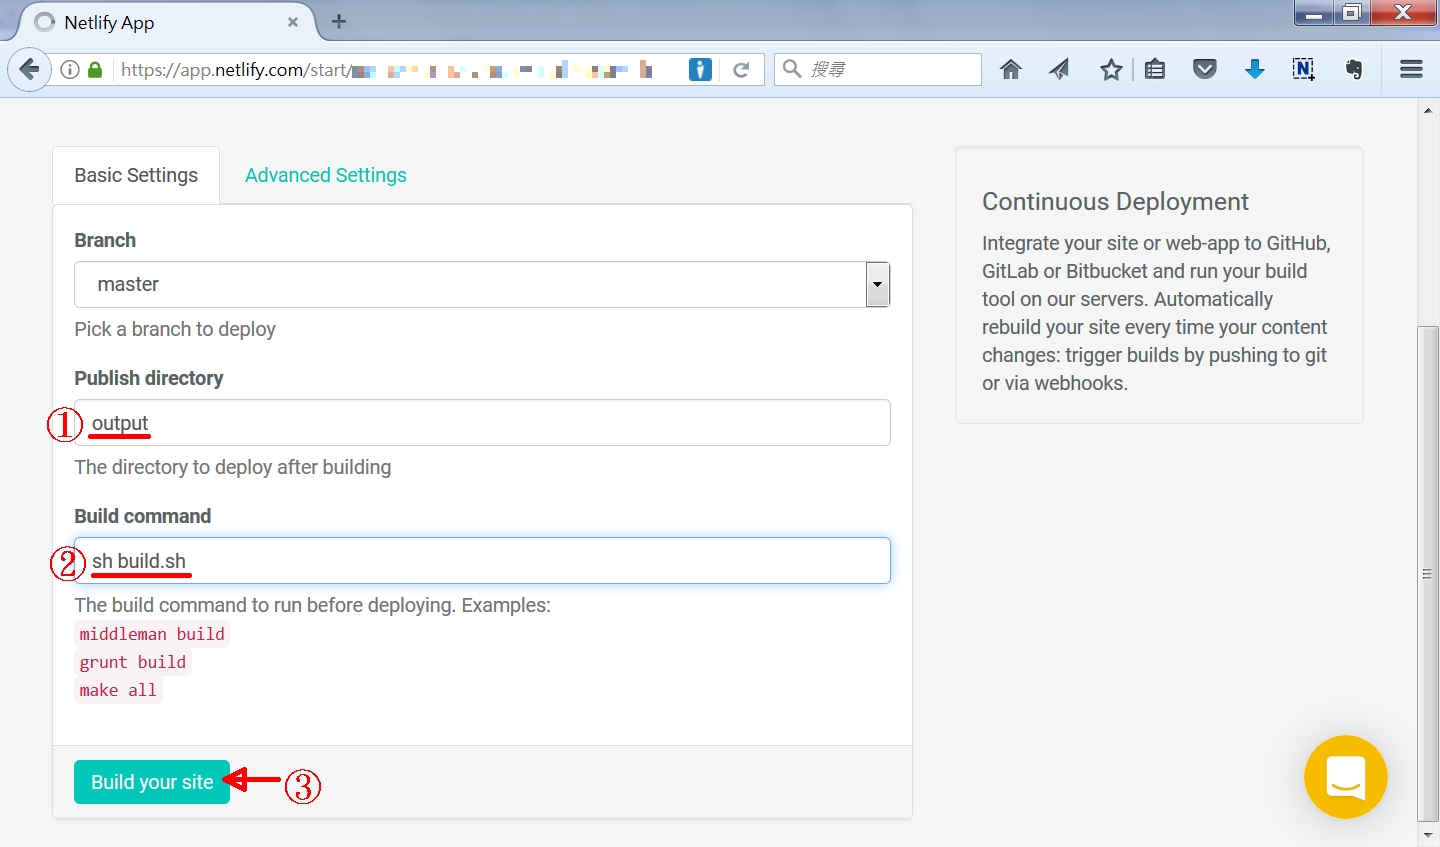 Netlify App
https://app.netlify.com/start/
搜尋
Basic Settings
Advanced Settings
Branch
master
Pick a branch to deploy
Publish directory
① output
The directory to deploy after building
Build command
② sh build.sh
The build command to run before deploying. Examples:
middleman build
grunt build
make all
Build your site
③
Continuous Deployment
Integrate your site or web-app to GitHub,
GitLab or Bitbucket and run your build
tool on our servers. Automatically
rebuild your site every time your content
changes: trigger builds by pushing to git
or via webhooks.